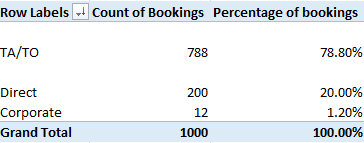 Row Labels Count of Bookings Percentage of bookings
TA/TO 788 78.80%
Direct 200 20.00%
Corporate 12 1.20%
Grand Total 1000 100.00%